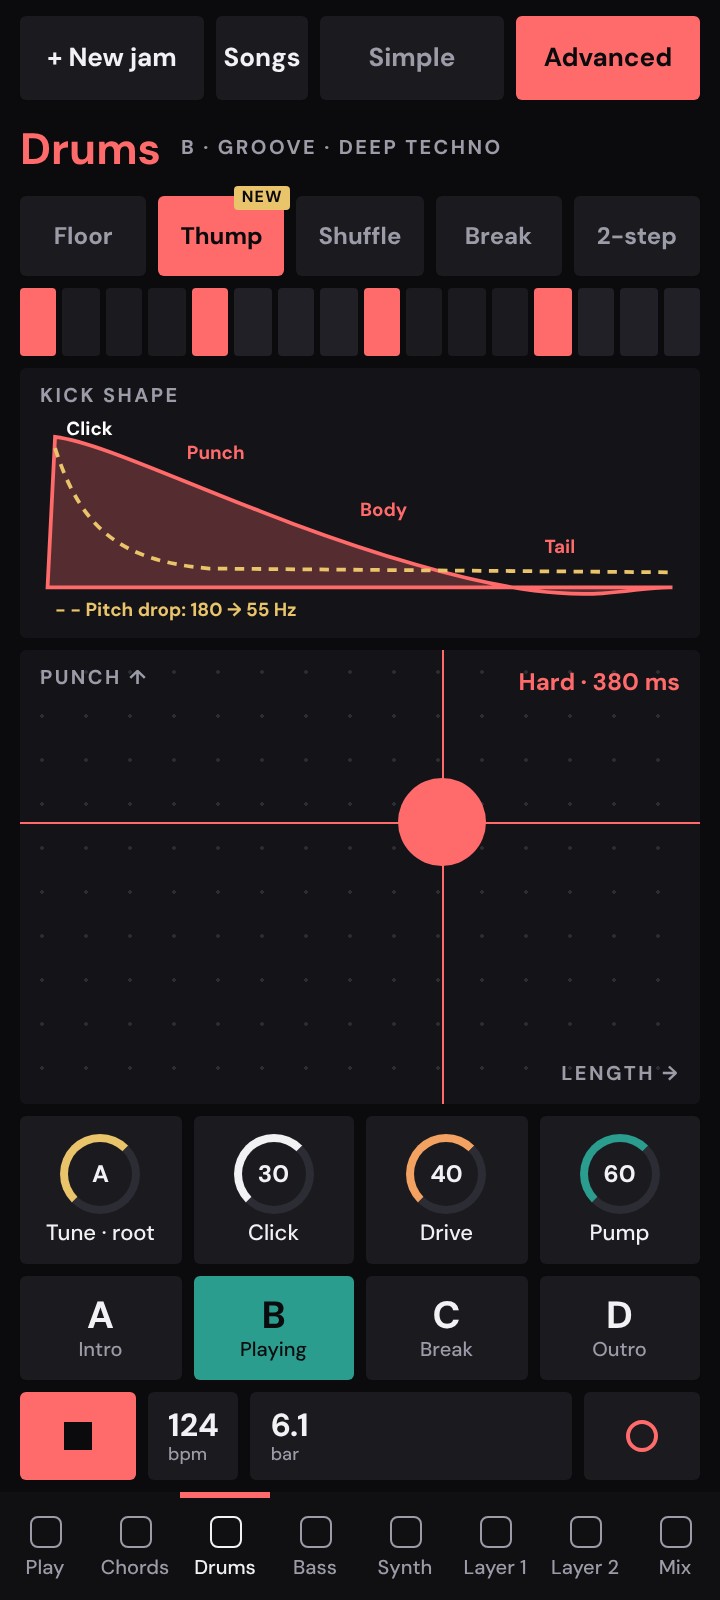 + New jam
Songs
Simple
Advanced
Drums
B · GROOVE · DEEP TECHNO
NEW
Floor
Thump
Shuffle
Break
2-step
KICK SHAPE
Click
Punch
Body
Tail
– – Pitch drop: 180 → 55 Hz
PUNCH ↑
Hard · 380 ms
LENGTH →
A
30
40
60
Tune · root
Click
Drive
Pump
A
B
C
D
Intro
Playing
Break
Outro
124
6.1
bpm
bar
Play
Chords
Drums
Bass
Synth
Layer 1
Layer 2
Mix